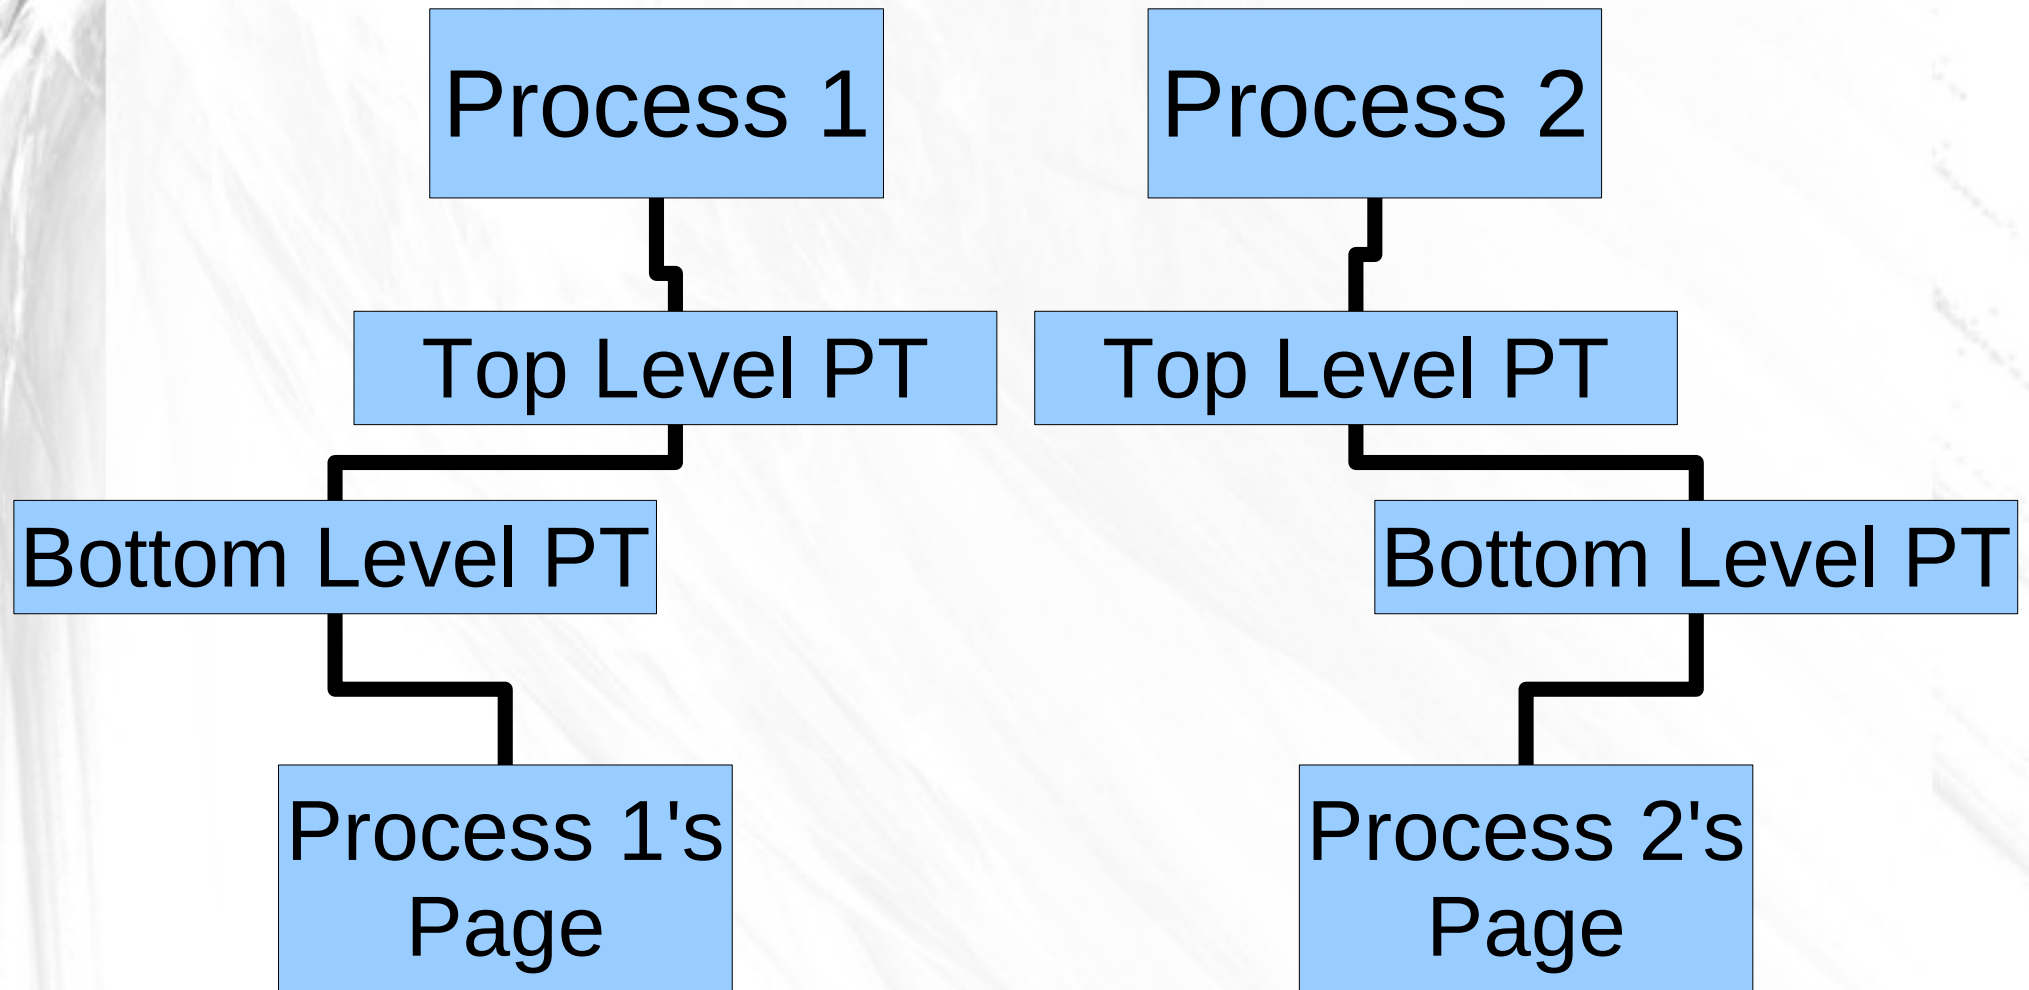 Process 1
Process 2
Top Level PT
Top Level PT
Bottom Level PT
Bottom Level PT
Process 1's
Page
Process 2's
Page